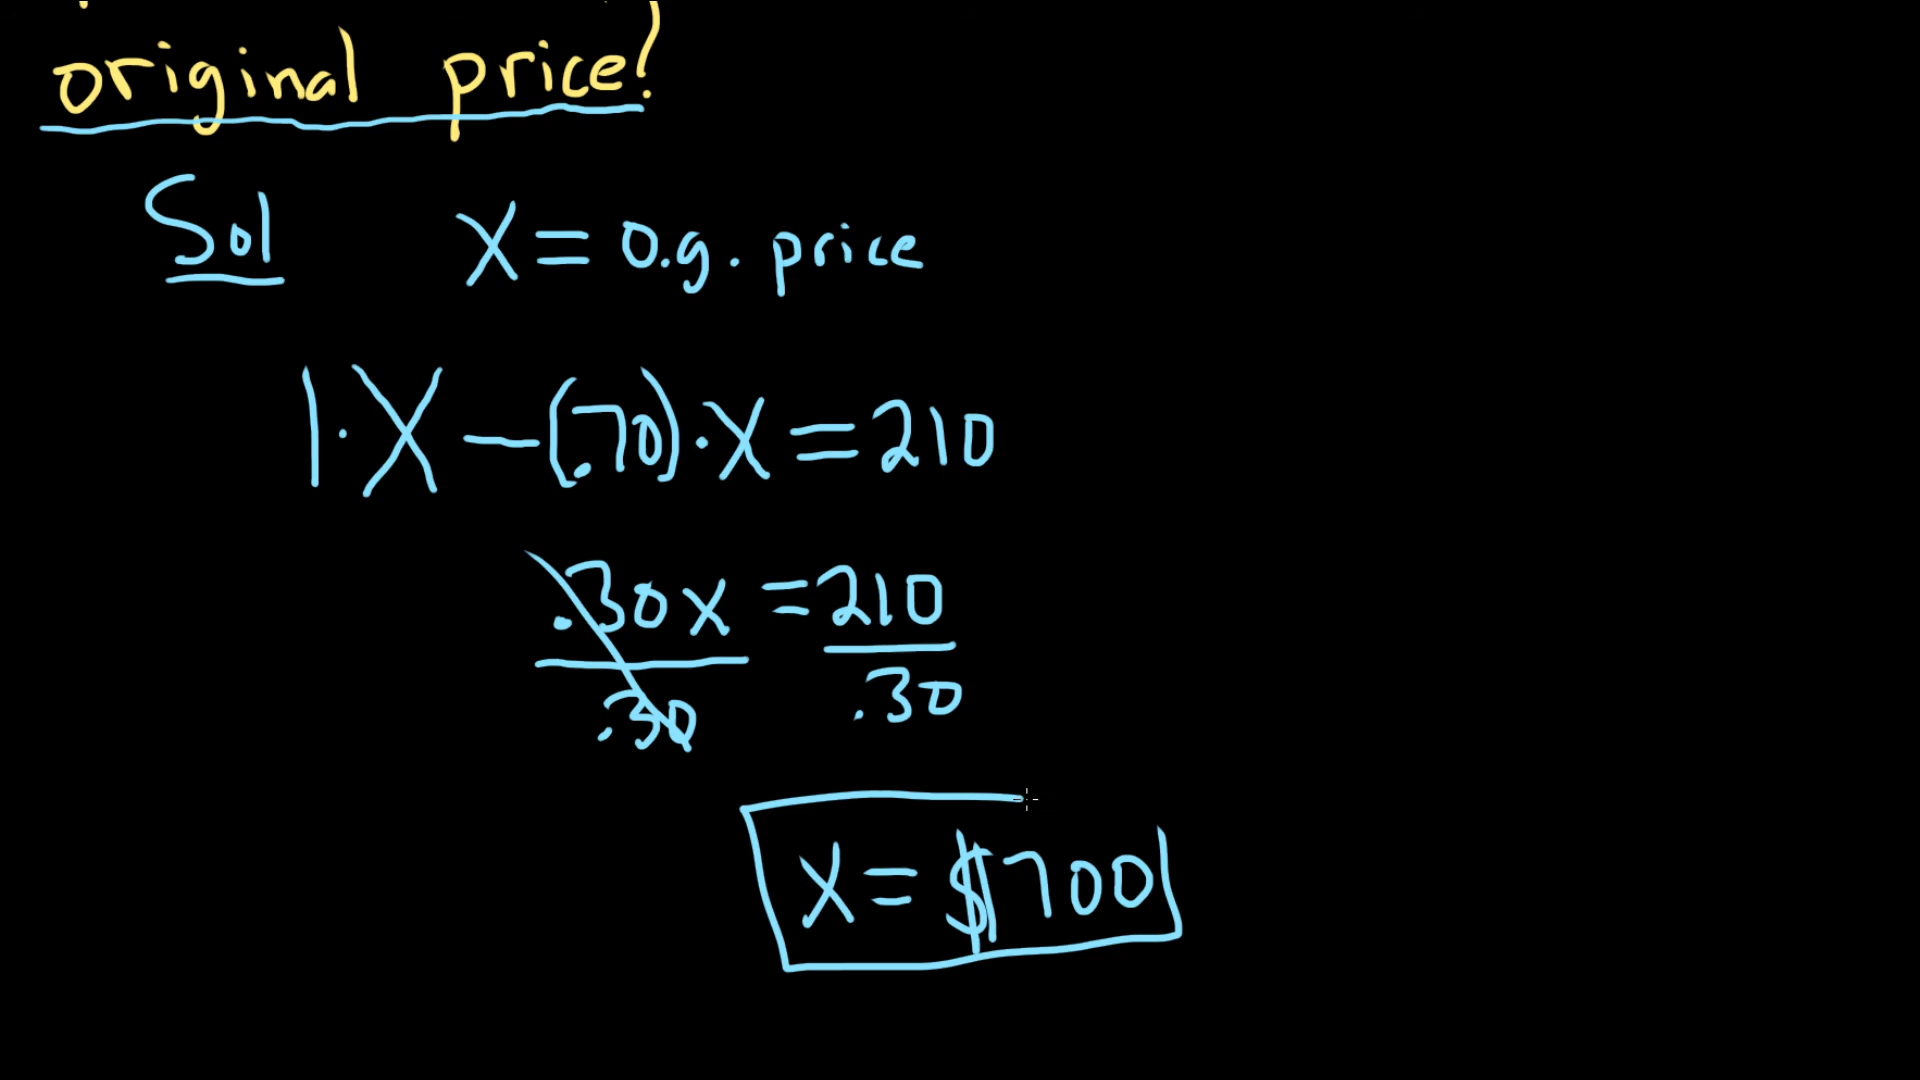 original price?
Sol X = O.g. price
1·X - (.70)·X = 210
.30x = 210
.30 .30
X = $700